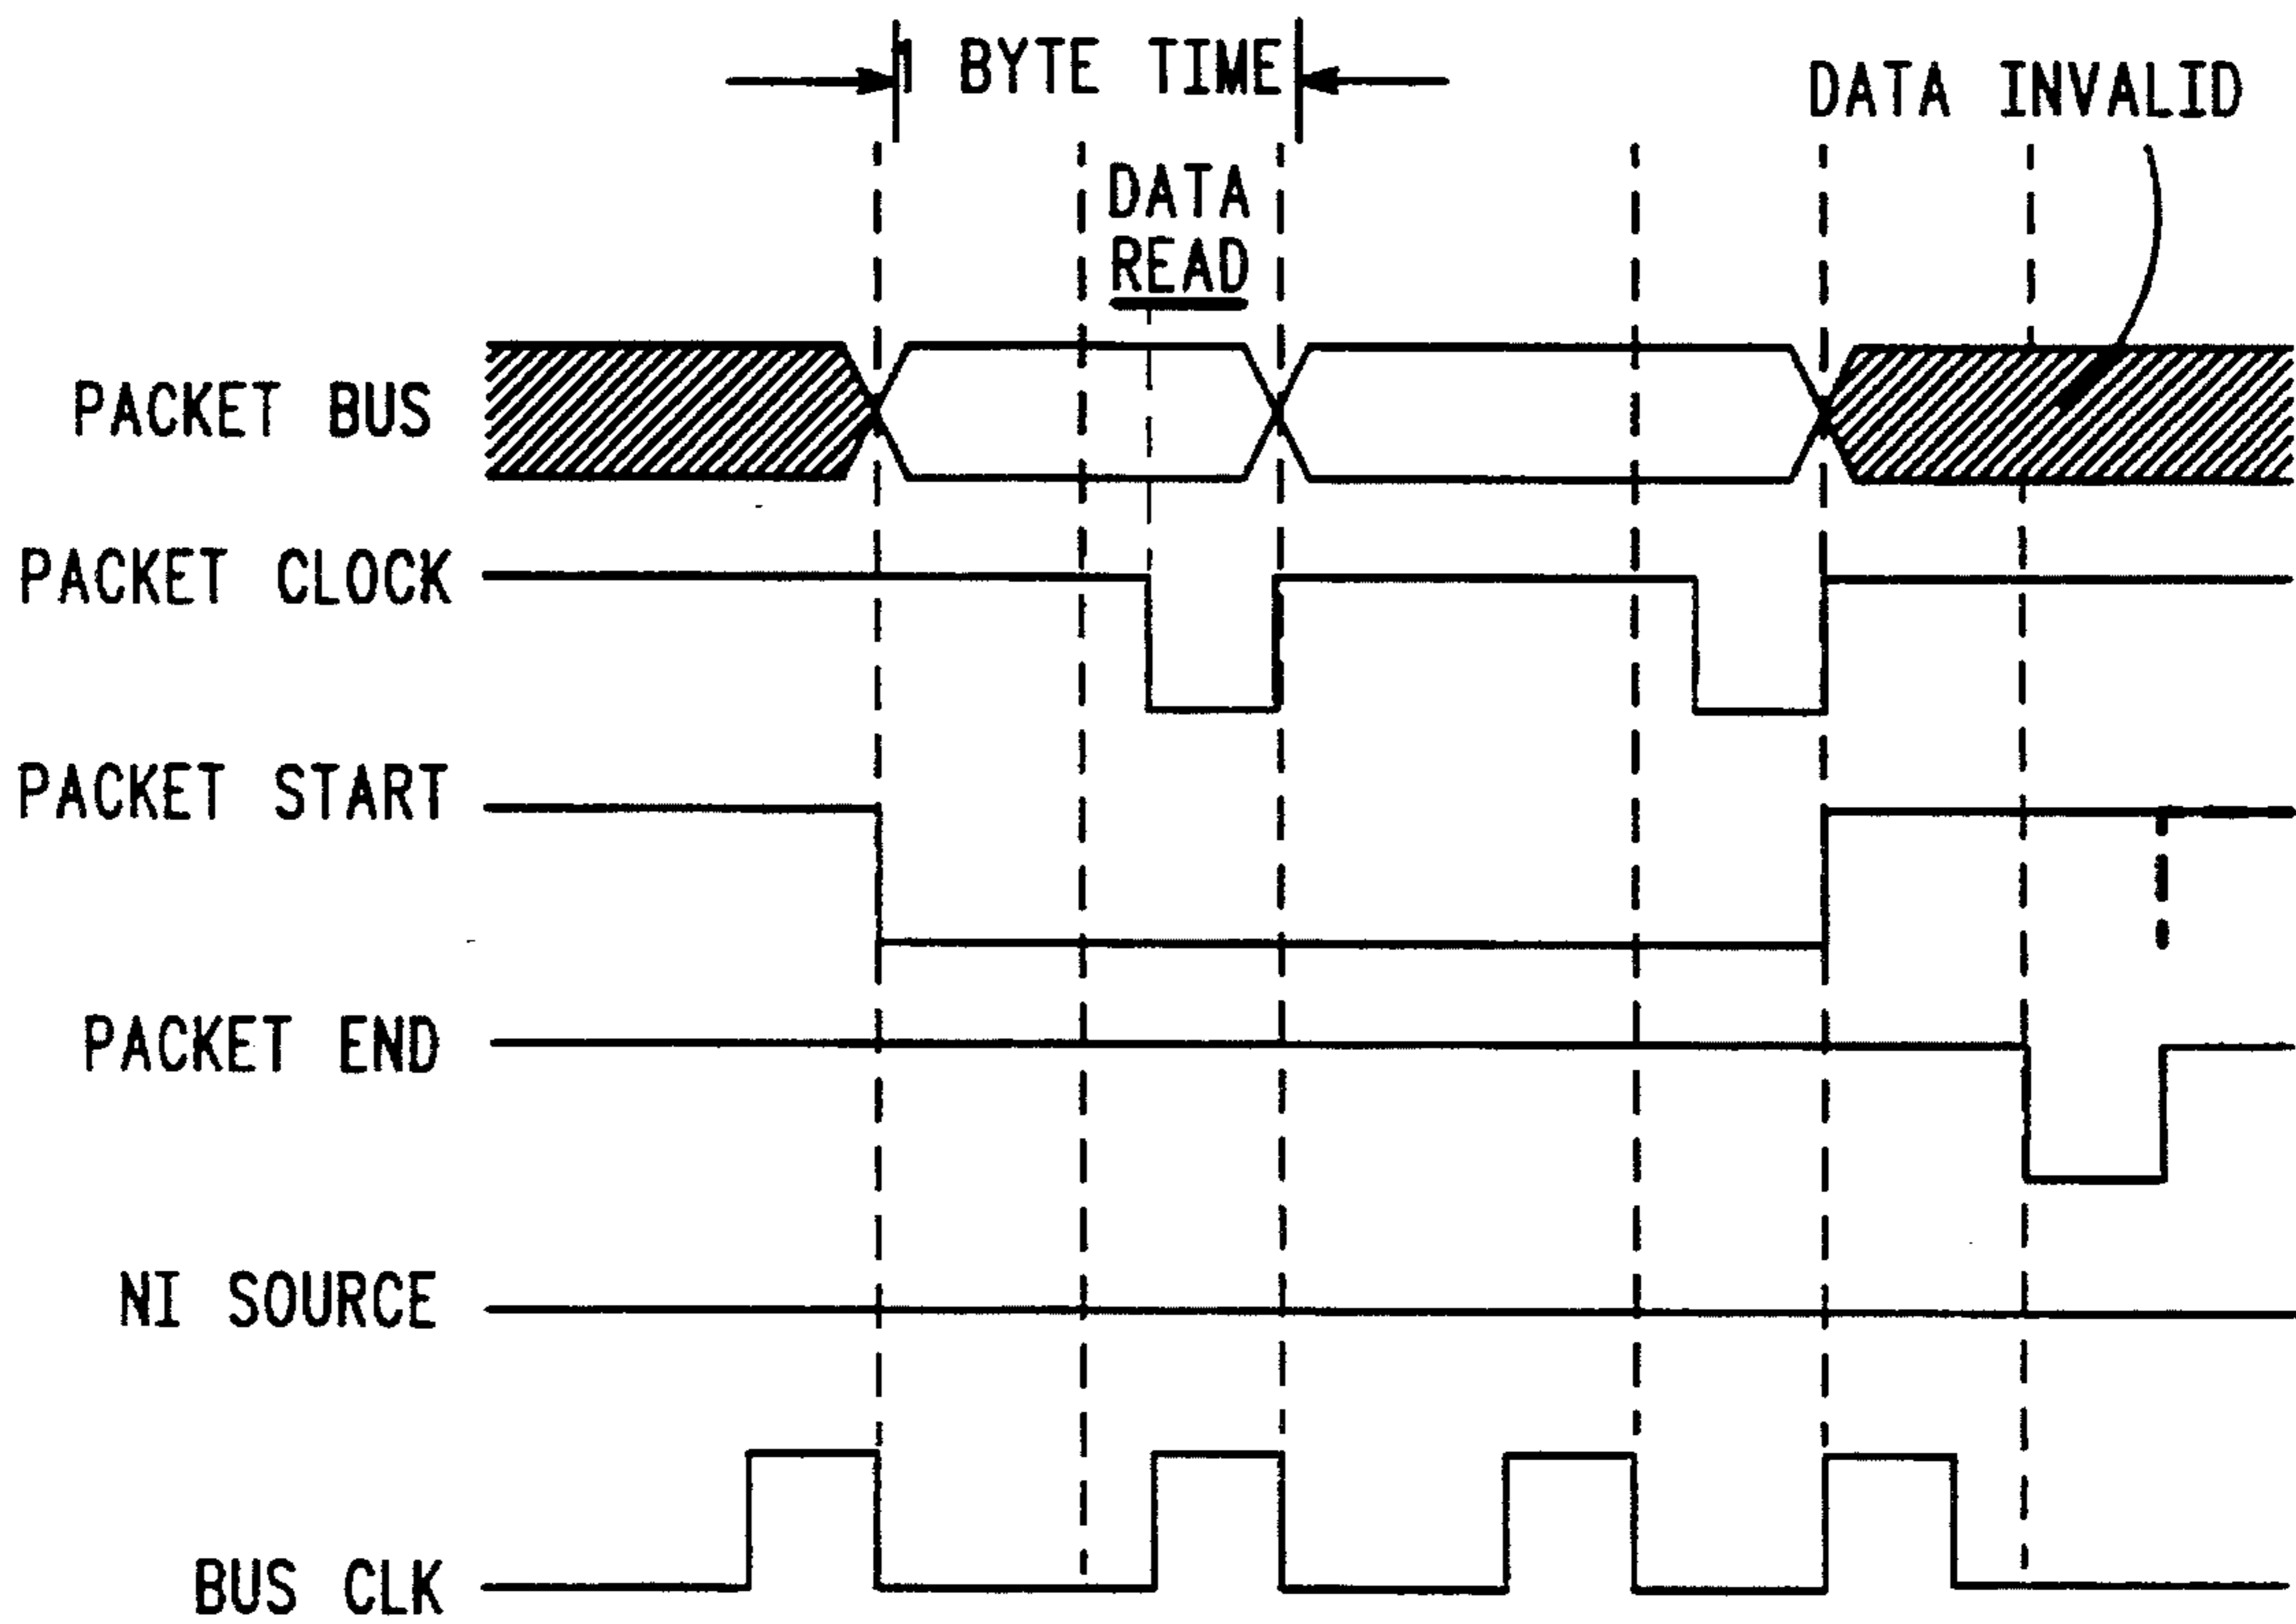 1 BYTE TIME
DATA INVALID
DATA
READ
PACKET BUS
PACKET CLOCK
PACKET START
PACKET END
NI SOURCE
BUS CLK